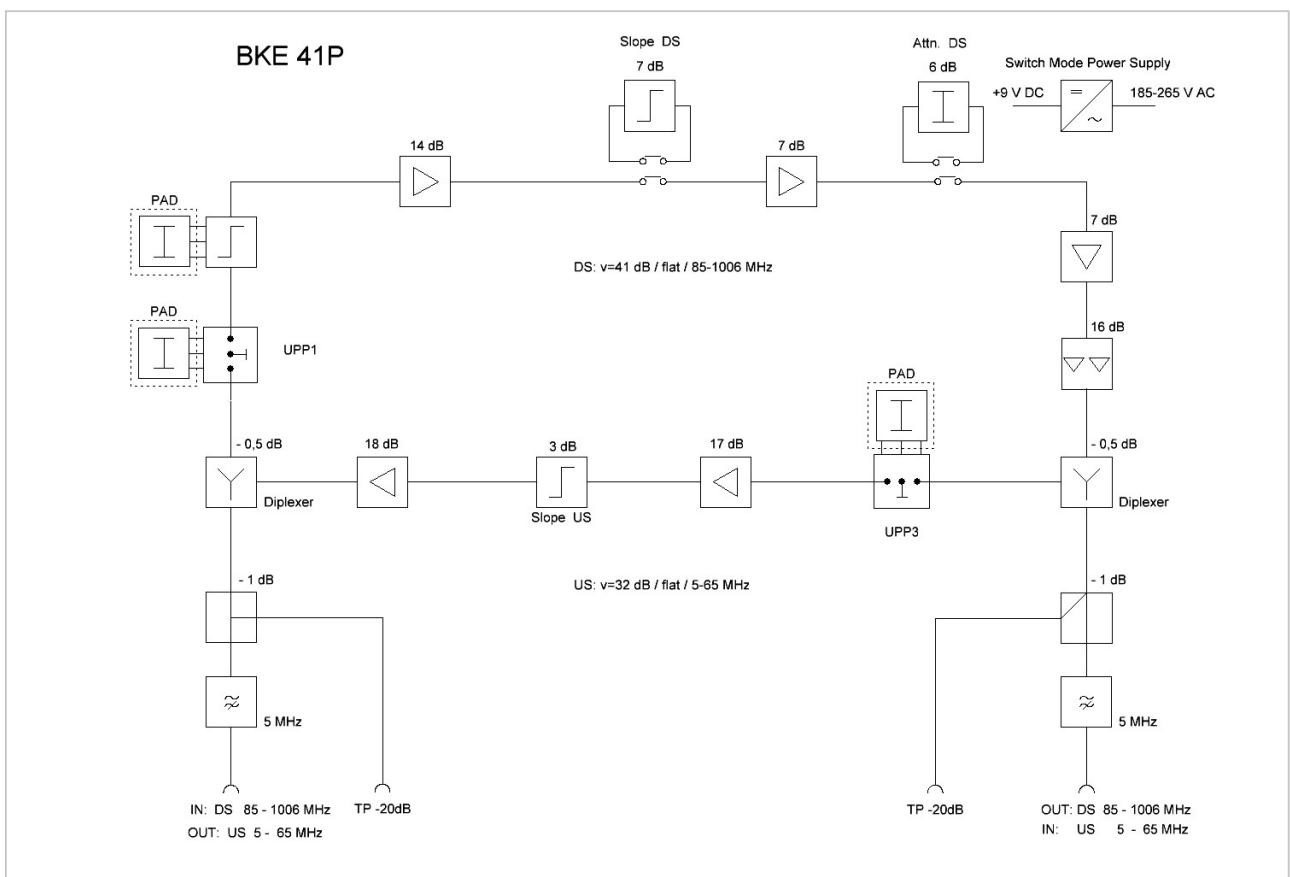 BKE 41P
Slope DS
7 dB
Attn. DS
6 dB
Switch Mode Power Supply
+9 V DC
185-265 V AC
14 dB
7 dB
PAD
7 dB
DS: v=41 dB / flat / 85-1006 MHz
PAD
UPP1
16 dB
PAD
- 0,5 dB
18 dB
3 dB
17 dB
- 0,5 dB
Diplexer
Slope US
UPP3
Diplexer
- 1 dB
US: v=32 dB / flat / 5-65 MHz
- 1 dB
5 MHz
5 MHz
IN: DS 85 - 1006 MHz
OUT: US 5 - 65 MHz
TP -20dB
TP -20dB
OUT: DS 85 - 1006 MHz
IN: US 5 - 65 MHz